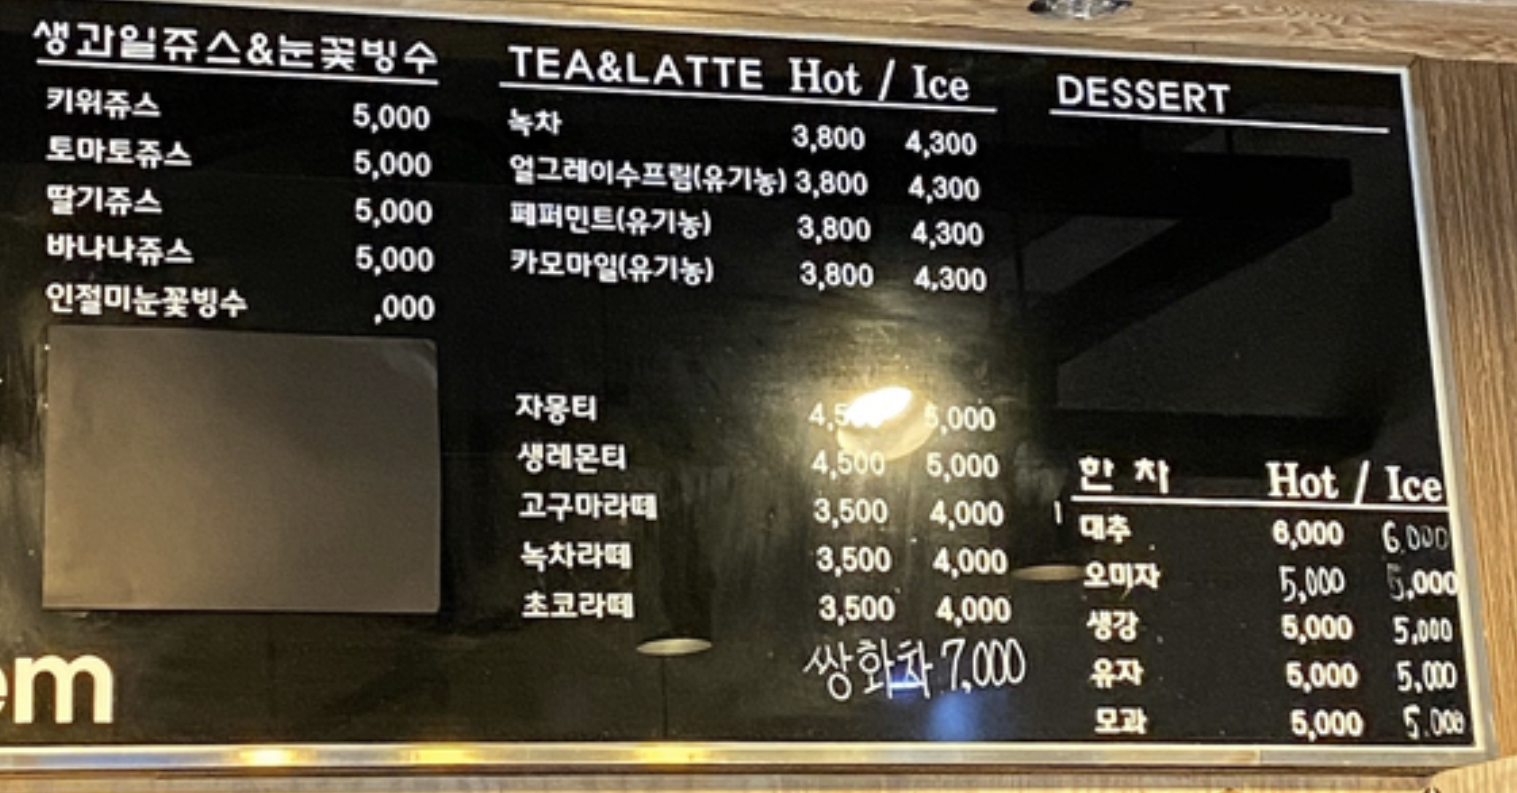 생과일쥬스&눈꽃빙수
키위쥬스 5,000
토마토쥬스 5,000
딸기쥬스 5,000
바나나쥬스 5,000
인절미눈꽃빙수 ,000
em
TEA&LATTE Hot / Ice
녹차 3,800 4,300
얼그레이수프림(유기농) 3,800 4,300
페퍼민트(유기농) 3,800 4,300
카모마일(유기농) 3,800 4,300
자몽티 5,000
생레몬티 4,500 5,000
고구마라떼 3,500 4,000
녹차라떼 3,500 4,000
초코라떼 3,500 4,000
쌍화차 7,000
DESSERT
한 차 Hot / Ice
대추 6,000 6,000
오미자 5,000 5,000
생강 5,000 5,000
유자 5,000 5,000
모과 5,000 5.000